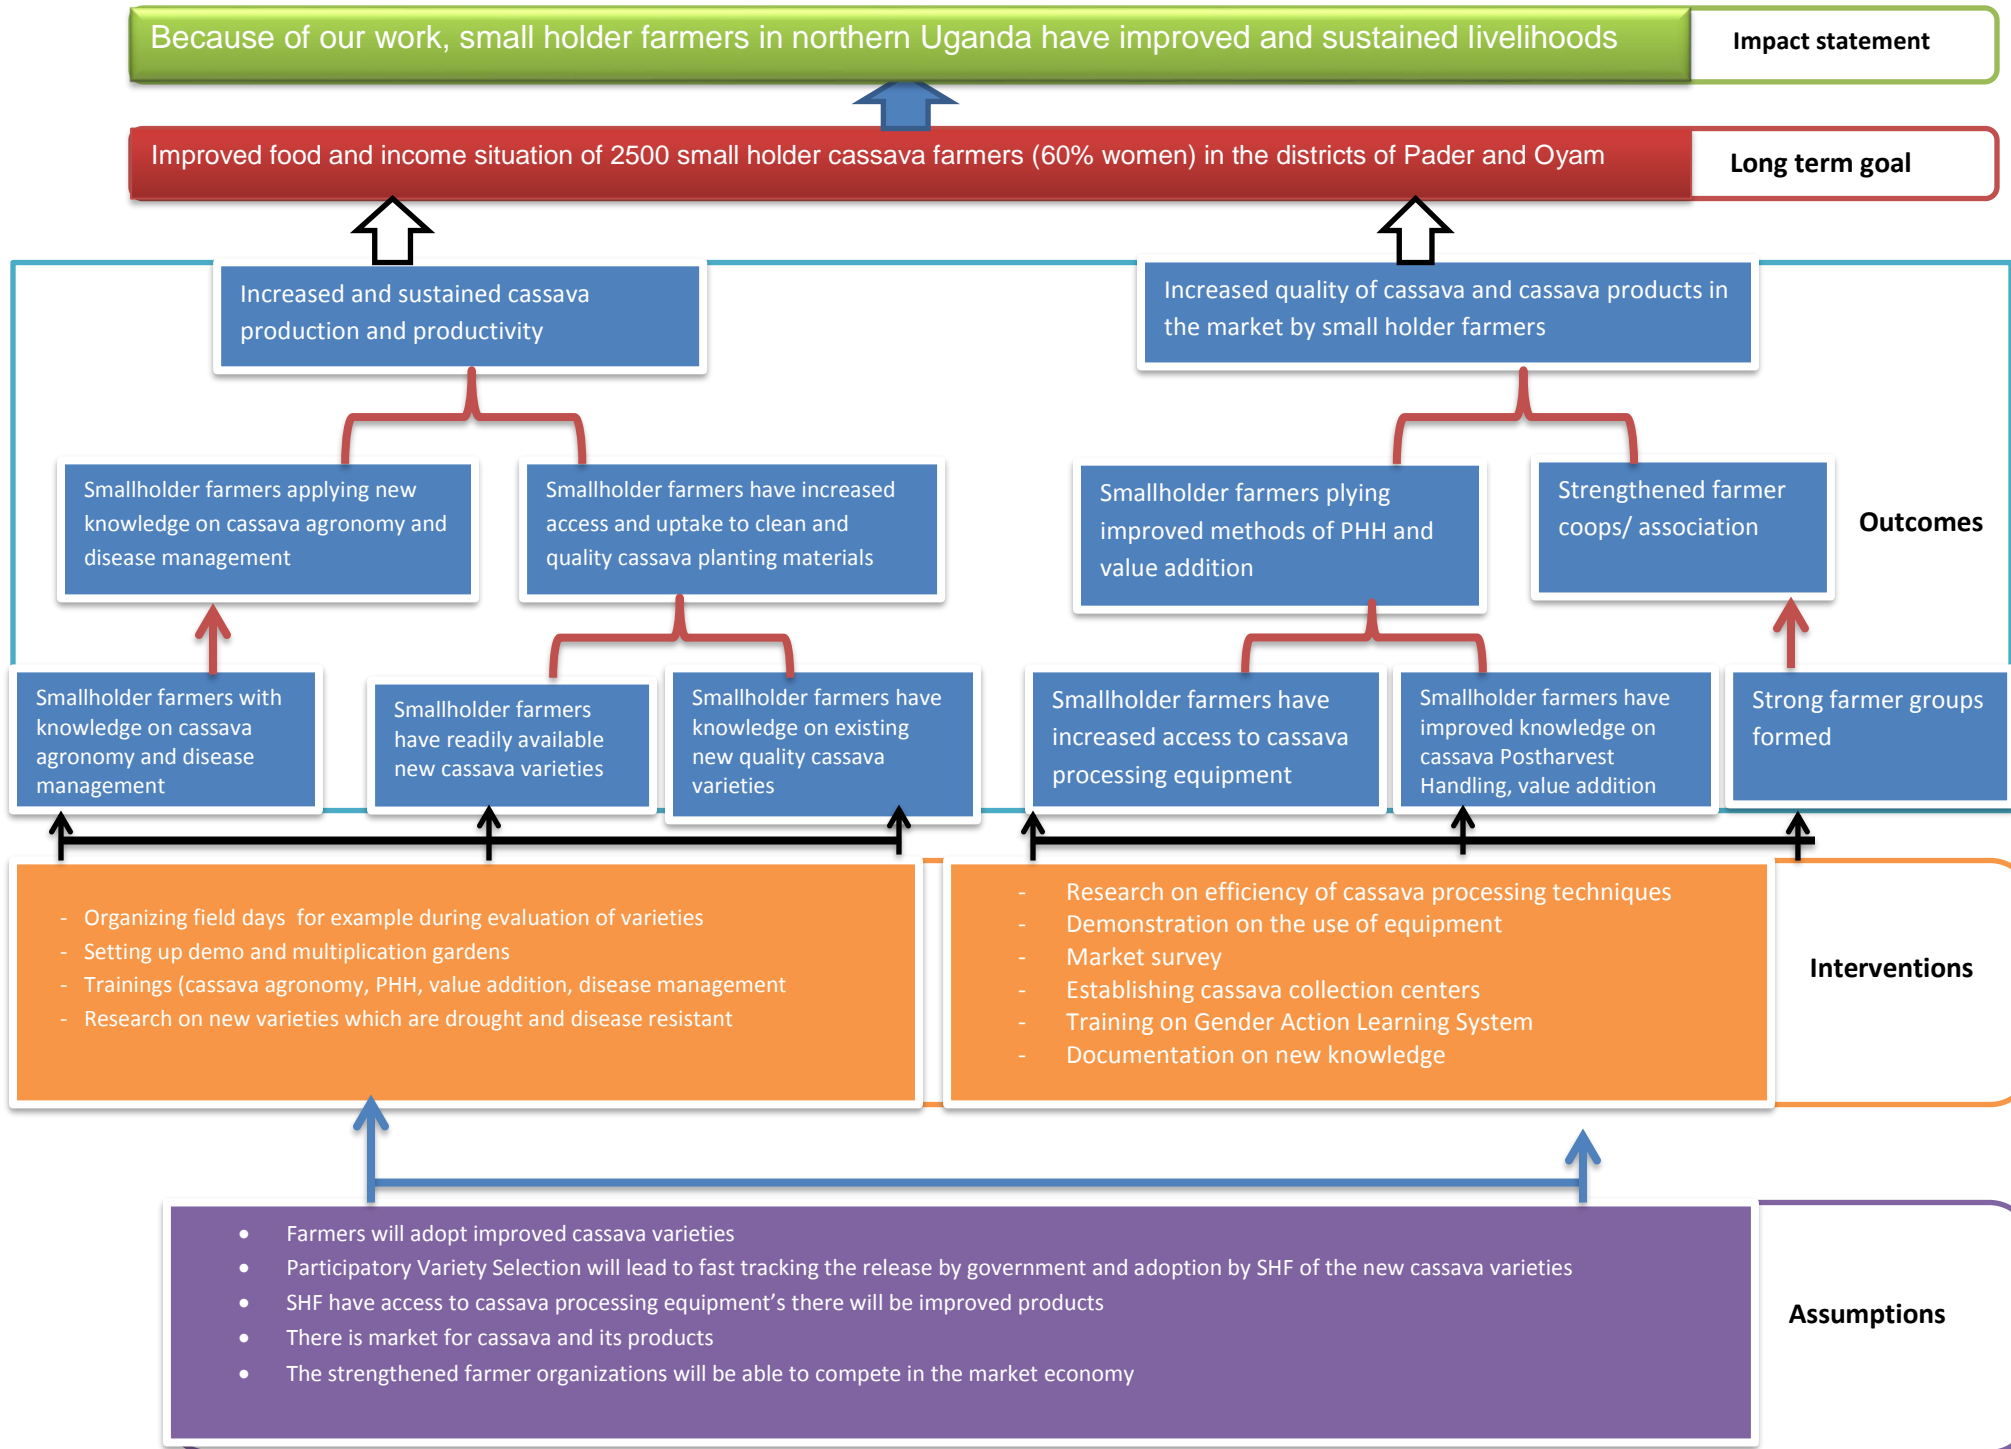 Because of our work, small holder farmers in northern Uganda have improved and sustained livelihoods
Impact statement
Improved food and income situation of 2500 small holder cassava farmers (60% women) in the districts of Pader and Oyam
Long term goal
Increased and sustained cassava
production and productivity
Increased quality of cassava and cassava products in
the market by small holder farmers
Smallholder farmers applying new
knowledge on cassava agronomy and
disease management
Smallholder farmers have increased
access and uptake to clean and
quality cassava planting materials
Smallholder farmers plying
improved methods of PHH and
value addition
Strengthened farmer
coops/ association
Outcomes
Smallholder farmers with
knowledge on cassava
agronomy and disease
management
Smallholder farmers
have readily available
new cassava varieties
Smallholder farmers have
knowledge on existing
new quality cassava
varieties
Smallholder farmers have
increased access to cassava
processing equipment
Smallholder farmers have
improved knowledge on
cassava Postharvest
Handling, value addition
Strong farmer groups
formed
- Organizing field days for example during evaluation of varieties
- Setting up demo and multiplication gardens
- Trainings (cassava agronomy, PHH, value addition, disease management
- Research on new varieties which are drought and disease resistant
- Research on efficiency of cassava processing techniques
- Demonstration on the use of equipment
- Market survey
- Establishing cassava collection centers
- Training on Gender Action Learning System
- Documentation on new knowledge
Interventions
• Farmers will adopt improved cassava varieties
• Participatory Variety Selection will lead to fast tracking the release by government and adoption by SHF of the new cassava varieties
• SHF have access to cassava processing equipment's there will be improved products
• There is market for cassava and its products
• The strengthened farmer organizations will be able to compete in the market economy
Assumptions